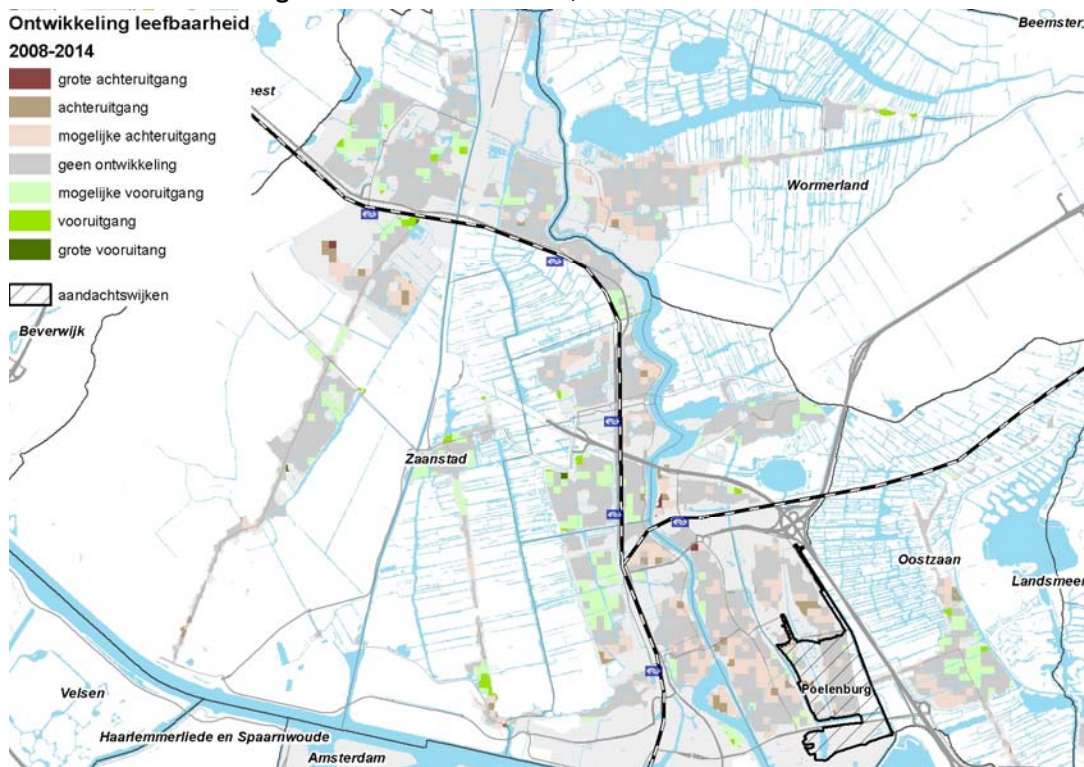 Ontwikkeling leefbaarheid
2008-2014
grote achteruitgang
achteruitgang
mogelijke achteruitgang
geen ontwikkeling
mogelijke vooruitgang
vooruitgang
grote vooruitang
aandachtswijken
Beemster
Wormerland
Beverwijk
Zaanstad
Oostzaan
Landsmeer
Poelenburg
Velsen
Haarlemmerliede en Spaarnwoude
Amsterdam